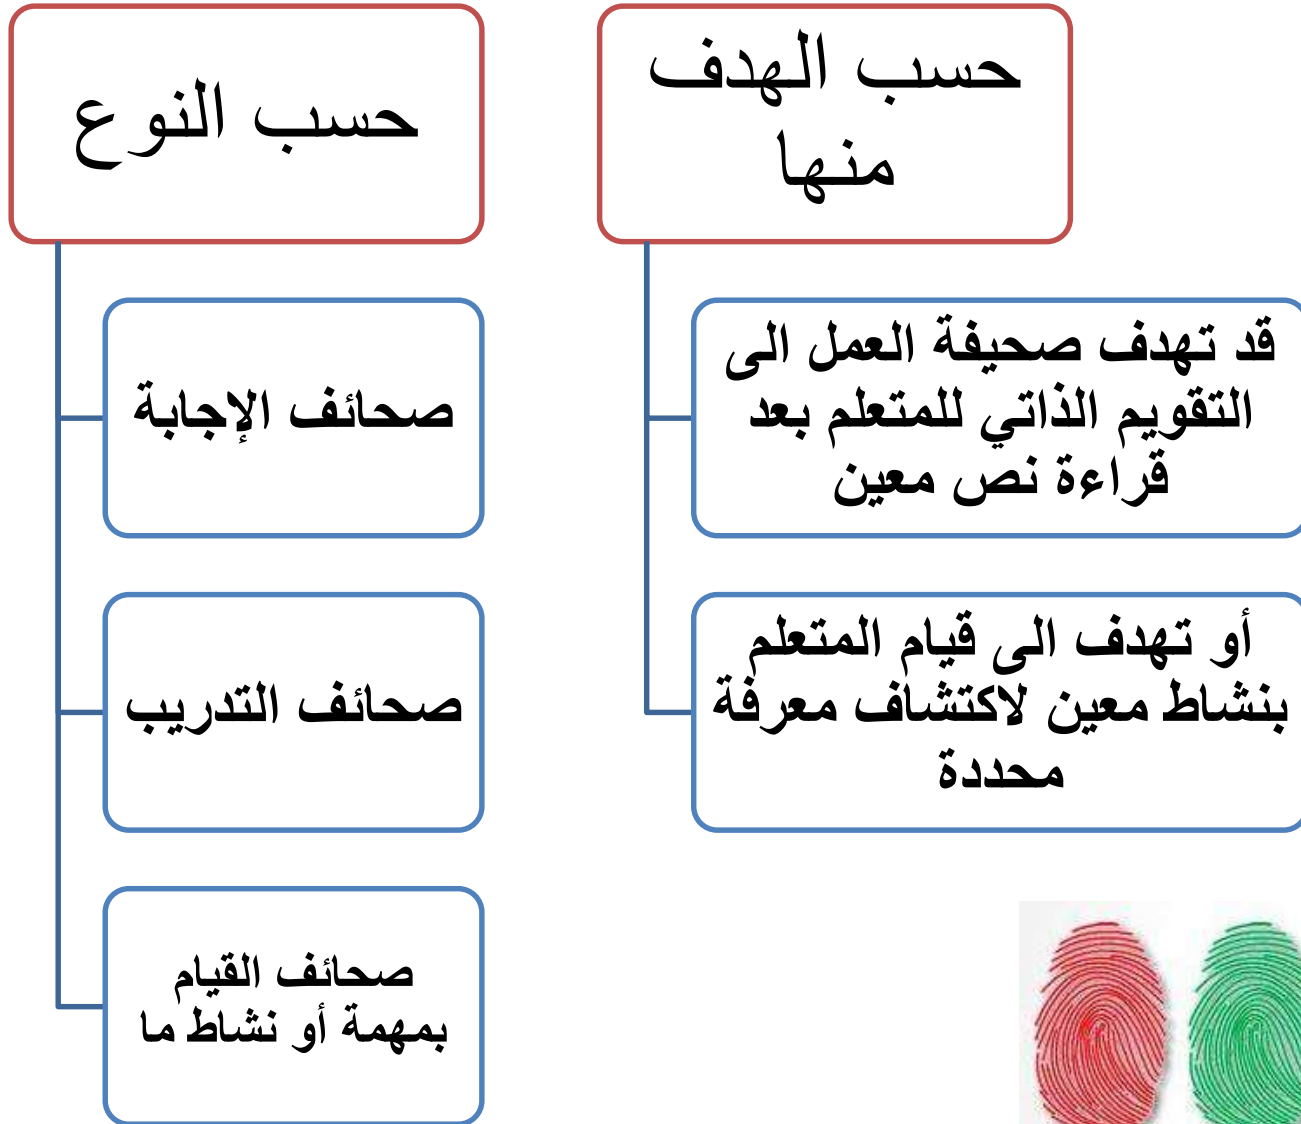 حسب الهدف
منها
قد تهدف صحيفة العمل الى
التقويم الذاتي للمتعلم بعد
قراءة نص معين
أو تهدف الى قيام المتعلم
بنشاط معين لاكتشاف معرفة
محددة
حسب النوع
صحائف الإجابة
صحائف التدريب
صحائف القيام
بمهمة أو نشاط ما